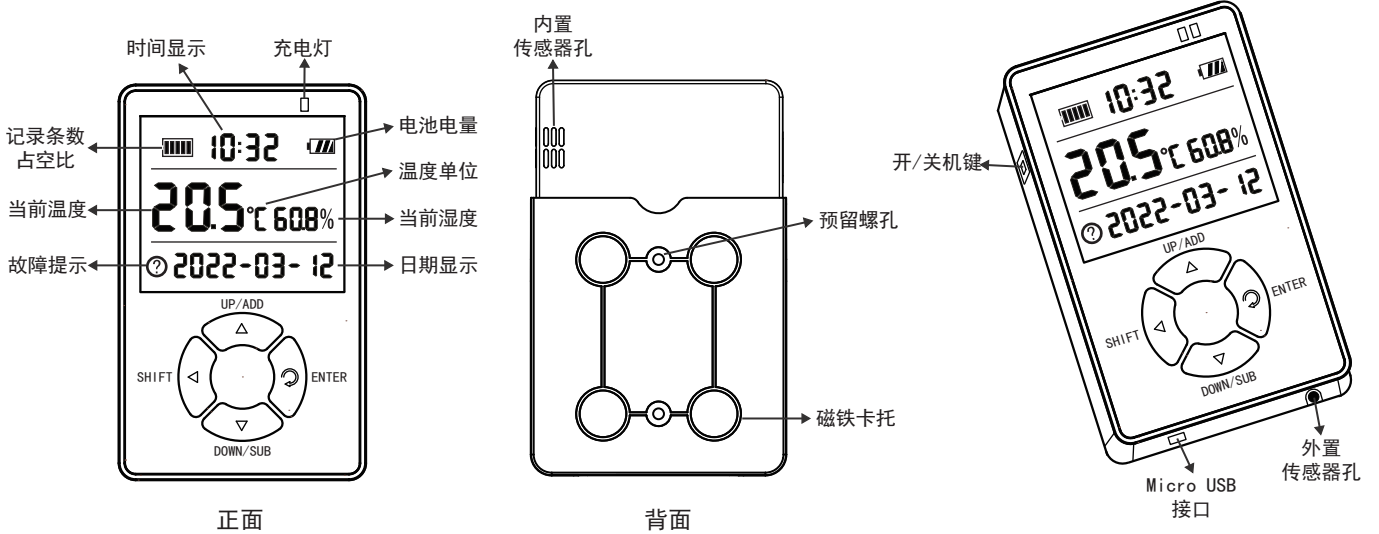 时间显示
充电灯
记录条数
占空比
10:32
电池电量
温度单位
当前温度
20.5℃ 60.8%
当前湿度
故障提示
? 2022-03-12
日期显示
UP/ADD
SHIFT
ENTER
DOWN/SUB
正面
内置
传感器孔
预留螺孔
磁铁卡托
背面
10:32
开/关机键
20.5℃ 60.8%
? 2022-03-12
UP/ADD
SHIFT
ENTER
DOWN/SUB
外置
传感器孔
Micro USB
接口